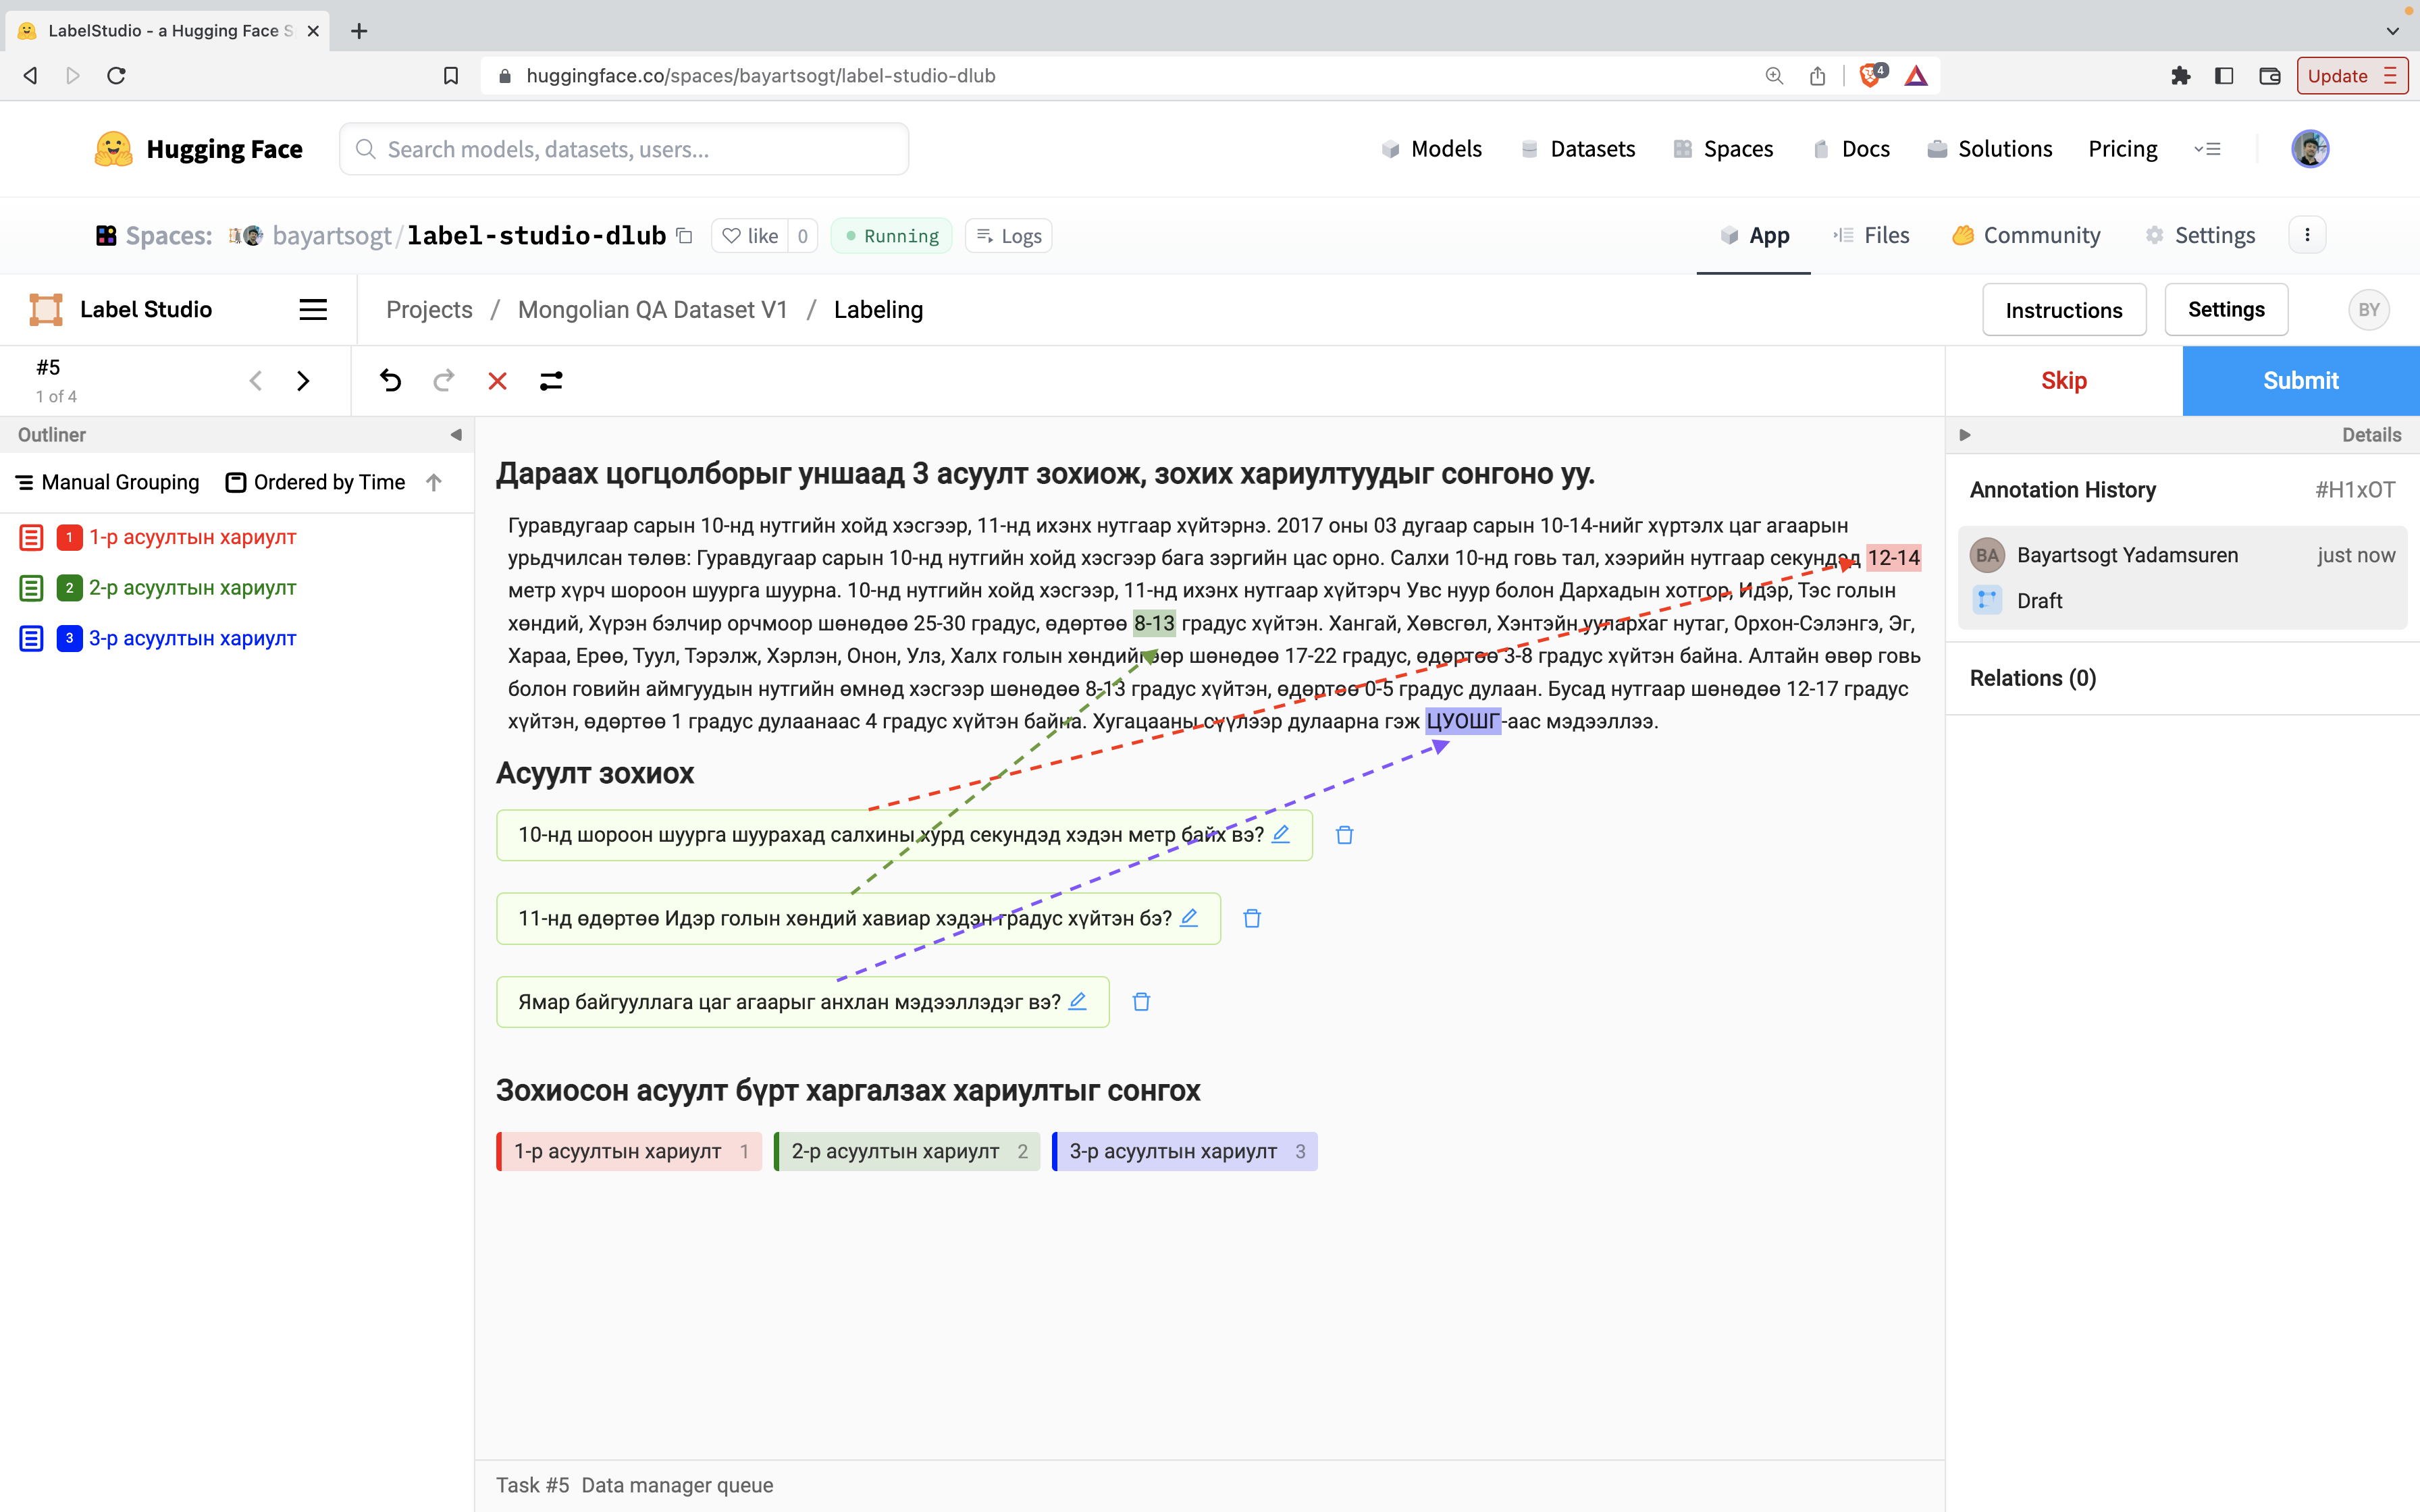 LabelStudio - a Hugging Face S
huggingface.co/spaces/bayartsogt/label-studio-dlub
4
Update
Hugging Face
Search models, datasets, users...
Models
Datasets
Spaces
Docs
Solutions
Pricing
Spaces:
bayartsogt/label-studio-dlub
like 0
Running
Logs
App
Files
Community
Settings
Label Studio
Projects / Mongolian QA Dataset V1 / Labeling
Instructions
Settings
BY
#5
1 of 4
Skip
Submit
Outliner
Details
Manual Grouping
Ordered by Time
1 1-р асуултын хариулт
2 2-р асуултын хариулт
3 3-р асуултын хариулт
Дараах цогцолборыг уншаад 3 асуулт зохиож, зохих хариултуудыг сонгоно уу.
Гуравдугаар сарын 10-нд нутгийн хойд хэсгээр, 11-нд ихэнх нутгаар хүйтэрнэ. 2017 оны 03 дугаар сарын 10-14-нийг хүртэлх цаг агаарын
урьдчилсан төлөв: Гуравдугаар сарын 10-нд нутгийн хойд хэсгээр бага зэргийн цас орно. Салхи 10-нд говь тал, хээрийн нутгаар секундэд 12-14
метр хүрч шороон шуурга шуурна. 10-нд нутгийн хойд хэсгээр, 11-нд ихэнх нутгаар хүйтэрч Увс нуур болон Дархадын хотгор, Идэр, Тэс голын
хөндий, Хүрэн бэлчир орчмоор шөнөдөө 25-30 градус, өдөртөө 8-13 градус хүйтэн. Хангай, Хөвсгөл, Хэнтэйн уулархаг нутаг, Орхон-Сэлэнгэ, Эг,
Хараа, Ерөө, Туул, Тэрэлж, Хэрлэн, Онон, Улз, Халх голын хөндийгөөр шөнөдөө 17-22 градус, өдөртөө 3-8 градус хүйтэн байна. Алтайн өвөр говь
болон говийн аймгуудын нутгийн өмнөд хэсгээр шөнөдөө 8-13 градус хүйтэн, өдөртөө 0-5 градус дулаан. Бусад нутгаар шөнөдөө 12-17 градус
хүйтэн, өдөртөө 1 градус дулаанаас 4 градус хүйтэн байна. Хугацааны сүүлээр дулаарна гэж ЦУОШГ-аас мэдээллээ.
Асуулт зохиох
10-нд шороон шуурга шуурахад салхины хурд секундэд хэдэн метр байх вэ?
11-нд өдөртөө Идэр голын хөндий хавиар хэдэн градус хүйтэн бэ?
Ямар байгууллага цаг агаарыг анхлан мэдээллэдэг вэ?
Зохиосон асуулт бүрт харгалзах хариултыг сонгох
1-р асуултын хариулт 1
2-р асуултын хариулт 2
3-р асуултын хариулт 3
Annotation History
#H1xOT
BA Bayartsogt Yadamsuren
just now
Draft
Relations (0)
Task #5 Data manager queue